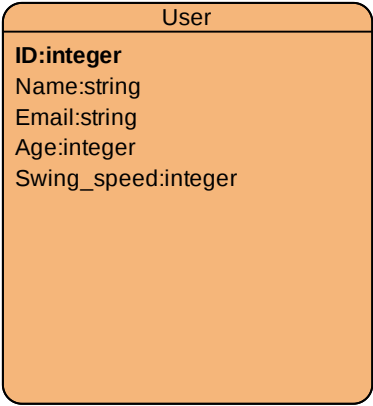 User
ID:integer
Name:string
Email:string
Age:integer
Swing_speed:integer